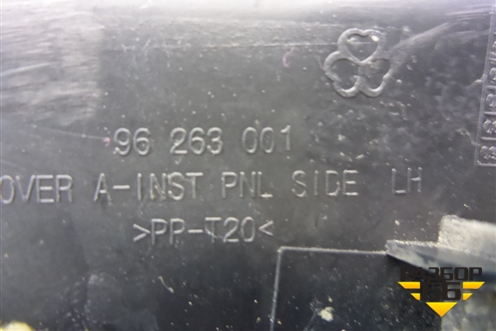 96 263 001
OVER A-INST PNL SIDE LH
>PP-T20<